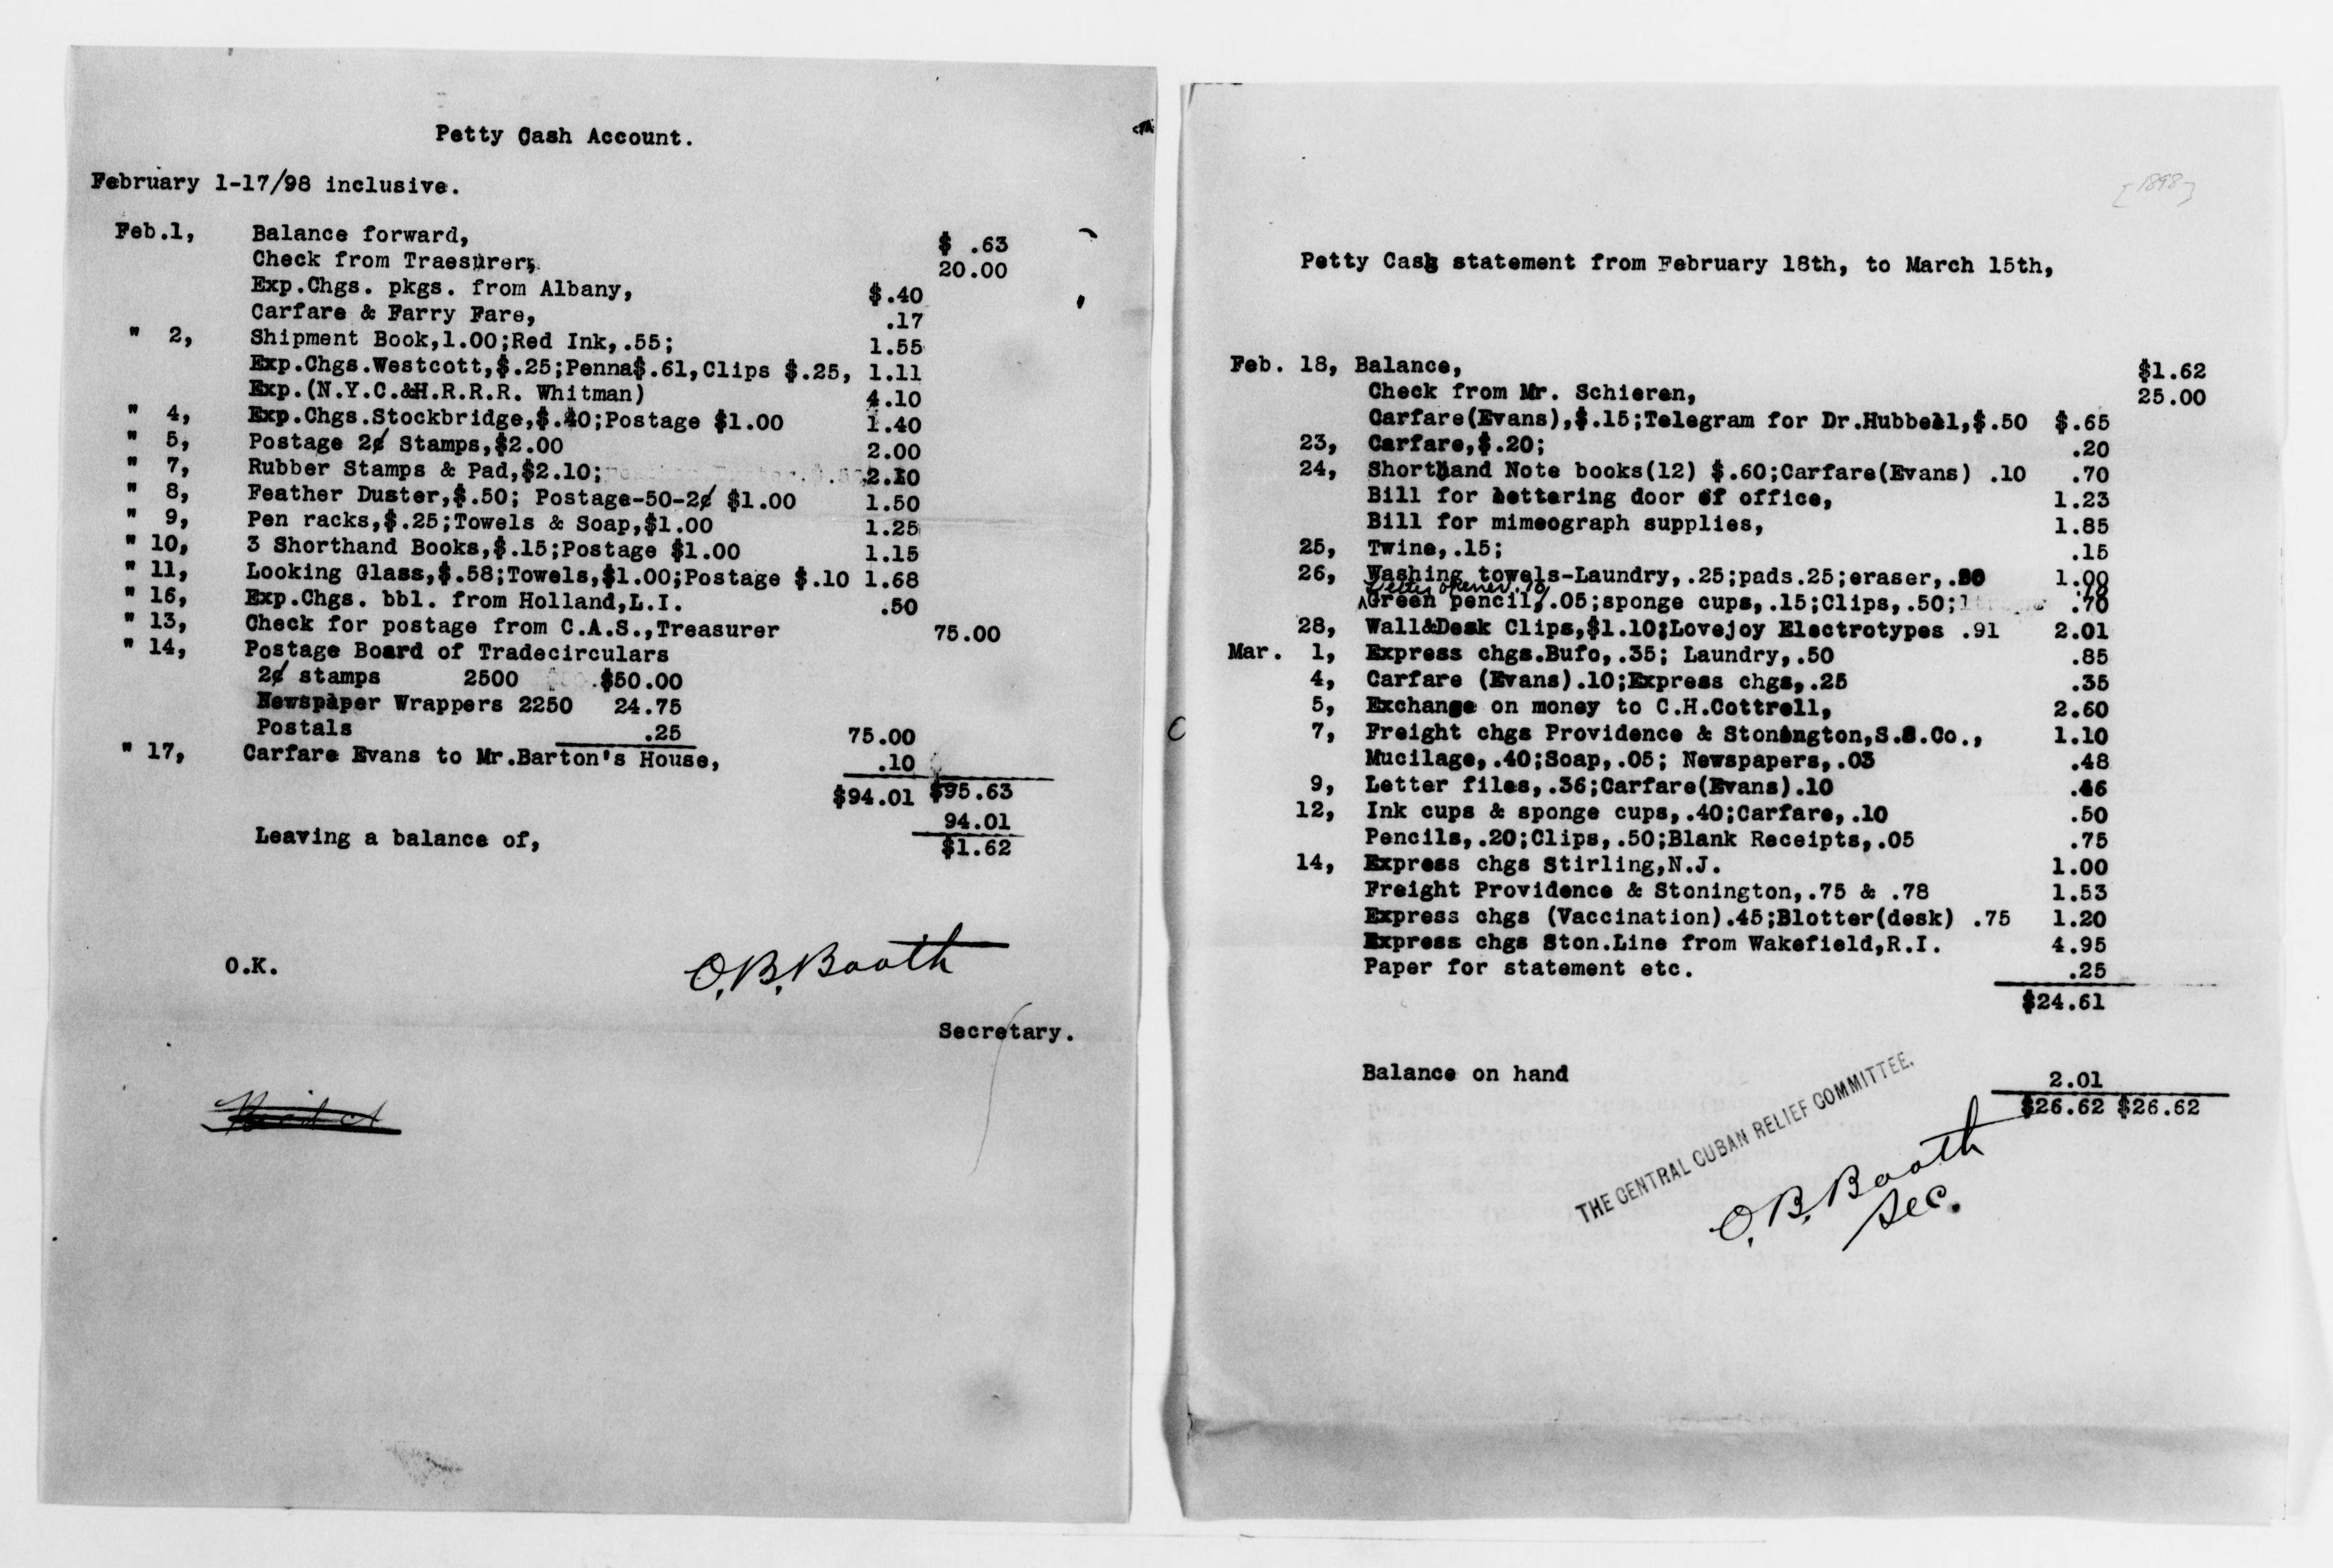 Petty Cash Account.
February 1-17/98 inclusive.
Feb.1, Balance forward, $ .63
Check from Traesurer, 20.00
Exp.Chgs. pkgs. from Albany, $.40
Carfare & Farry Fare, .17
" 2, Shipment Book,1.00;Red Ink,.55; 1.55
Exp.Chgs.Westcott,$.25;Penna$.61,Clips $.25, 1.11
Exp.(N.Y.C.&H.R.R.R. Whitman) 4.10
" 4, Exp.Chgs.Stockbridge,$.40;Postage $1.00 1.40
" 5, Postage 2¢ Stamps,$2.00 2.00
" 7, Rubber Stamps & Pad,$2.10; 2.10
" 8, Feather Duster,$.50; Postage-50-2¢ $1.00 1.50
" 9, Pen racks,$.25;Towels & Soap,$1.00 1.25
" 10, 3 Shorthand Books,$.15;Postage $1.00 1.15
" 11, Looking Glass,$.58;Towels,$1.00;Postage $.10 1.68
" 16, Exp.Chgs. bbl. from Holland,L.I. .50
" 13, Check for postage from C.A.S.,Treasurer 75.00
" 14, Postage Board of Tradecirculars
2¢ stamps 2500 $50.00
Newspaper Wrappers 2250 24.75
Postals .25 75.00
" 17, Carfare Evans to Mr.Barton's House, .10
$94.01 $95.63
94.01
Leaving a balance of, $1.62
O.K. O.B. Booth
Secretary.
[1898]
Petty Cash statement from February 18th, to March 15th,
Feb. 18, Balance, $1.62
Check from Mr. Schieren, 25.00
Carfare(Evans),$.15;Telegram for Dr.Hubbell,$.50 $.65
23, Carfare,$.20; .20
24, Shorthand Note books(12) $.60;Carfare(Evans) .10 .70
Bill for lettering door of office, 1.23
Bill for mimeograph supplies, 1.85
25, Twine,.15; .15
26, Washing towels-Laundry,.25;pads.25;eraser,. 1.00
Letter opener .10
Green pencil,.05;sponge cups,.15;Clips,.50; .70
28, Wall&Desk Clips,$1.10;Lovejoy Electrotypes .91 2.01
Mar. 1, Express chgs.Bufo,.35; Laundry,.50 .85
4, Carfare (Evans).10;Express chgs,.25 .35
5, Exchange on money to C.H.Cottrell, 2.60
7, Freight chgs Providence & Stonington,S.S.Co., 1.10
Mucilage,.40;Soap,.05; Newspapers,.03 .48
9, Letter files,.36;Carfare(Evans).10 .46
12, Ink cups & sponge cups,.40;Carfare,.10 .50
Pencils,.20;Clips,.50;Blank Receipts,.05 .75
14, Express chgs Stirling,N.J. 1.00
Freight Providence & Stonington,.75 & .78 1.53
Express chgs (Vaccination).45;Blotter(desk) .75 1.20
Express chgs Ston.Line from Wakefield,R.I. 4.95
Paper for statement etc. .25
$24.61
Balance on hand 2.01
$26.62 $26.62
THE CENTRAL CUBAN RELIEF COMMITTEE.
O.B. Booth
Sec.